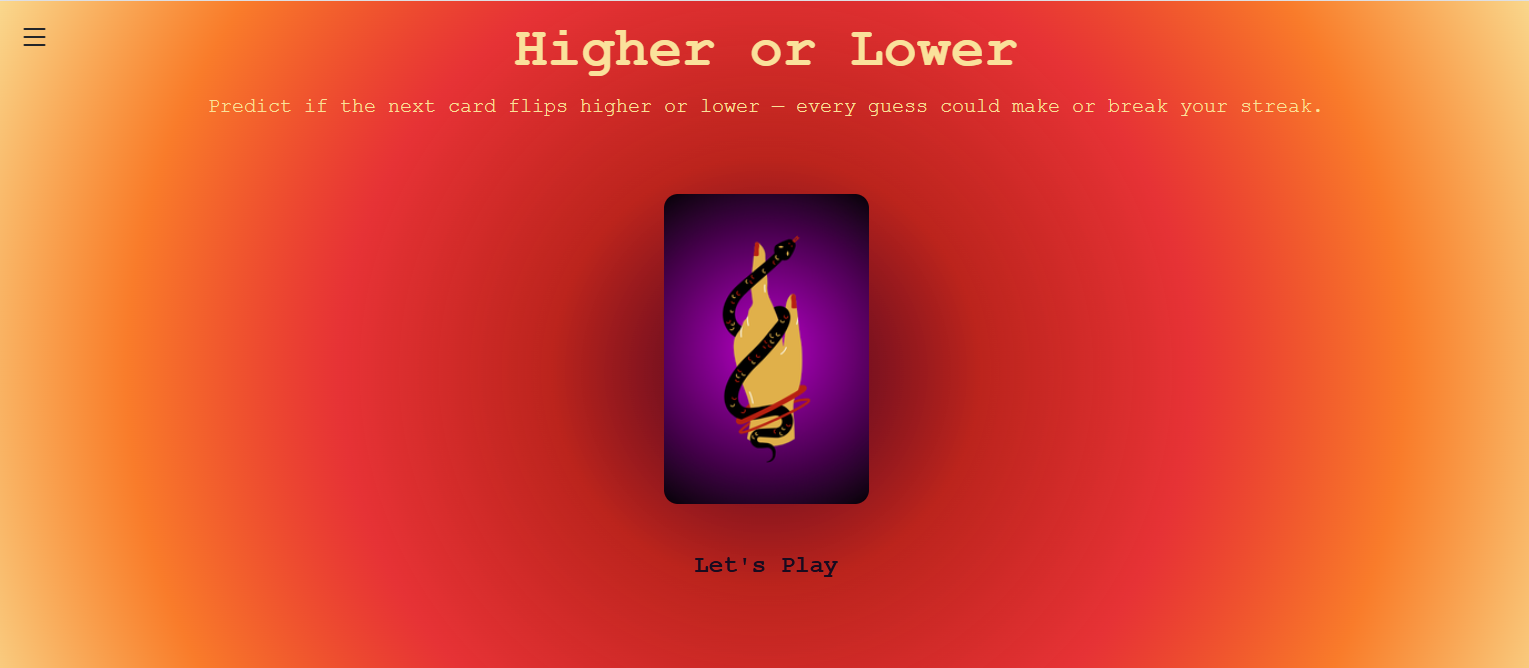 Higher or Lower
Predict if the next card flips higher or lower — every guess could make or break your streak.
Let's Play